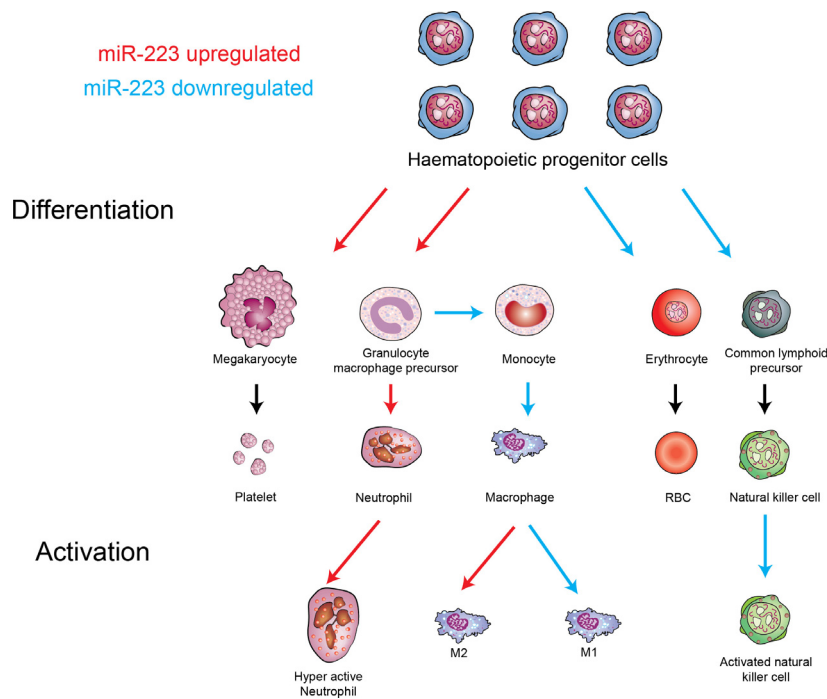 miR-223 upregulated
miR-223 downregulated
Haematopoietic progenitor cells
Differentiation
Megakaryocyte
Granulocyte
macrophage precursor
Monocyte
Erythrocyte
Common lymphoid
precursor
Platelet
Neutrophil
Macrophage
RBC
Natural killer cell
Activation
Hyper active
Neutrophil
M2
M1
Activated natural
killer cell